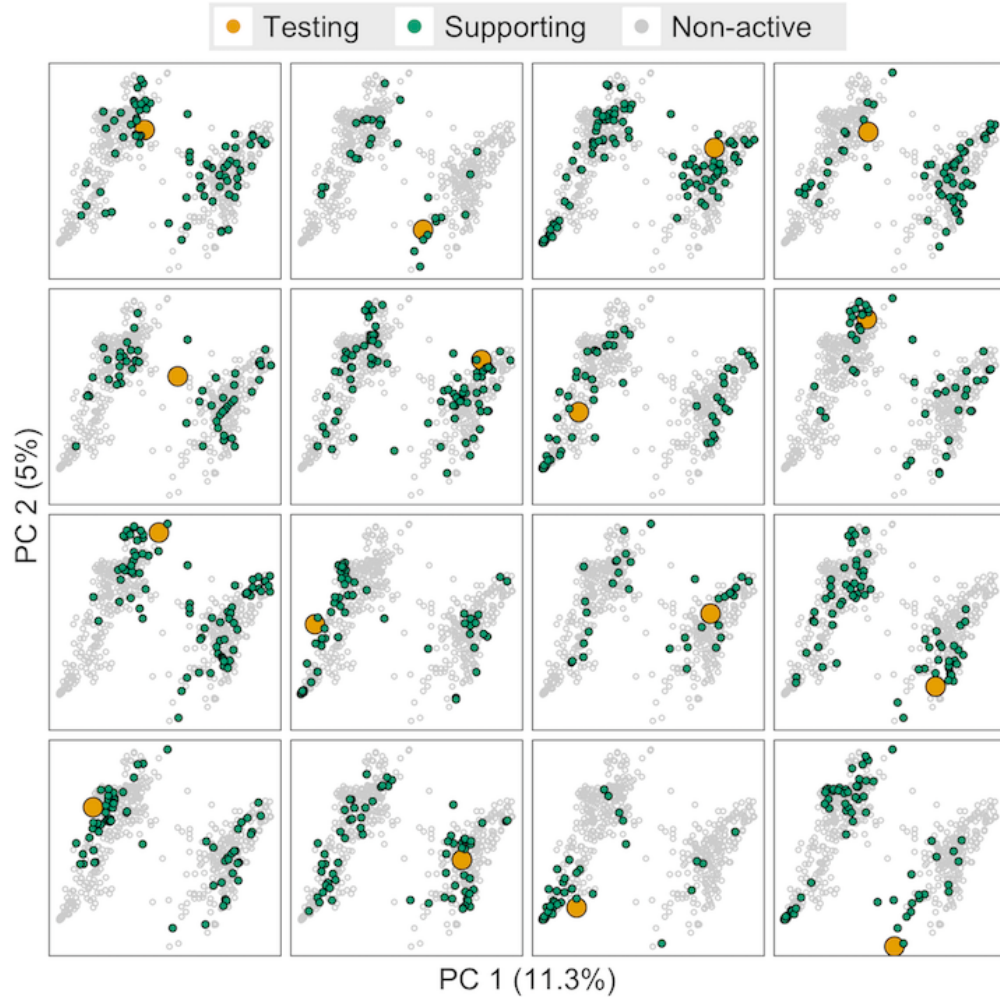 Testing Supporting Non-active
PC 2 (5%)
PC 1 (11.3%)